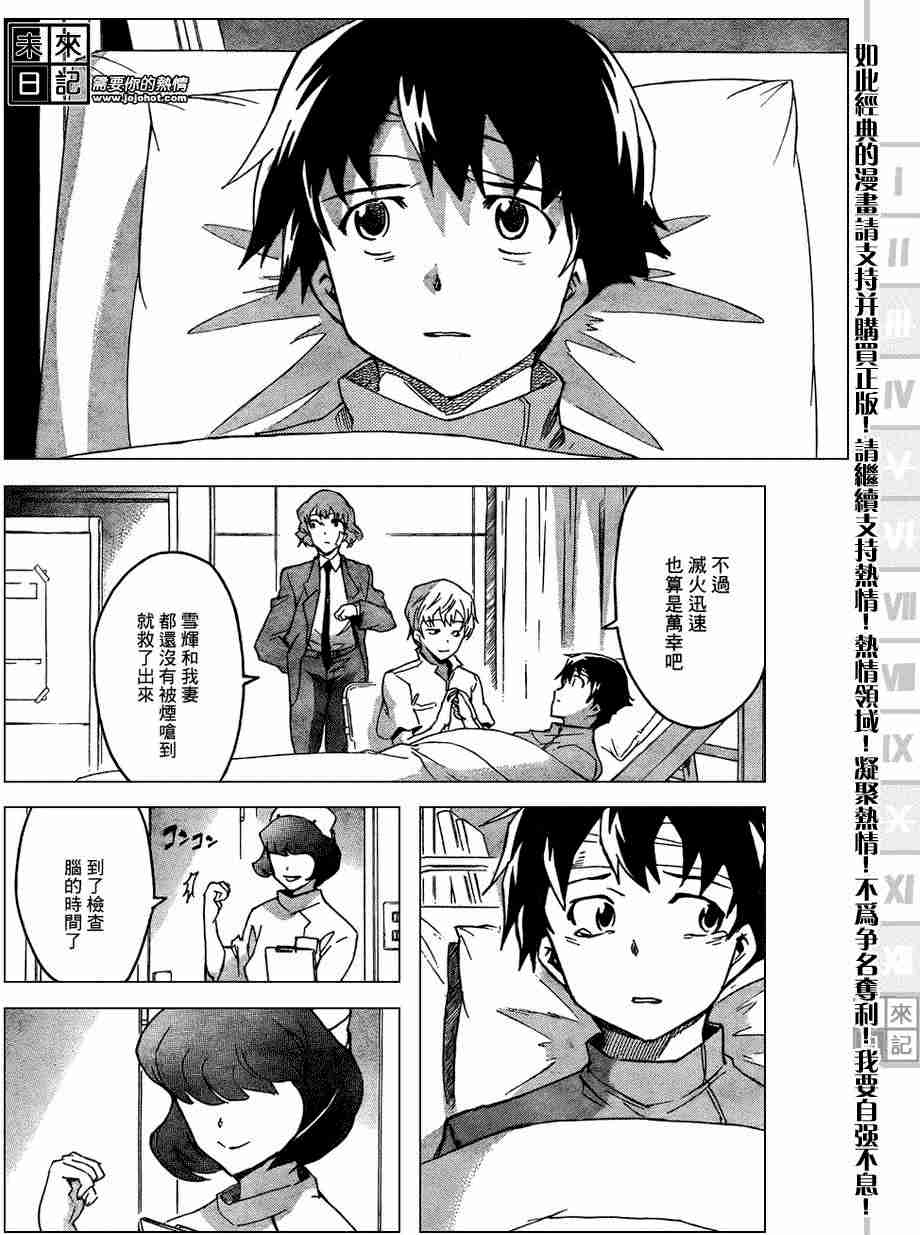 未來
日記
需要你的熱情
www.jojohot.com
不過
滅火迅速
也算是萬幸吧
雪輝和我妻
都還沒有被煙嗆到
就救了出來
コンコン
到了檢查
腦的時間了
如此經典的漫畫請支持并購買正版！請繼續支持熱情！熱情領域！凝聚熱情！不爲争名奪利！我要自强不息！
I
II
III
IV
V
VI
VII
VIII
IX
X
XI
XII
來
記